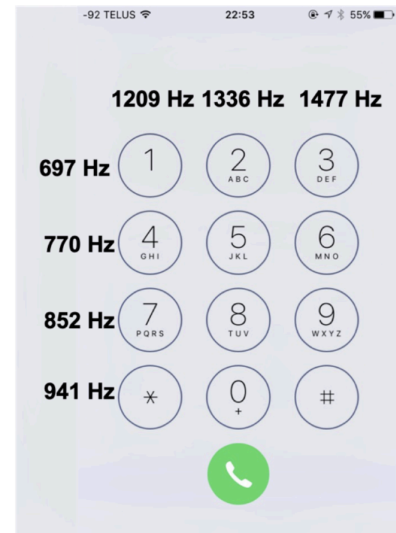 -92 TELUS 22:53 55%
1209 Hz 1336 Hz 1477 Hz
697 Hz 1 2 3
ABC DEF
770 Hz 4 5 6
GHI JKL MNO
852 Hz 7 8 9
PQRS TUV WXYZ
941 Hz * 0 #
+